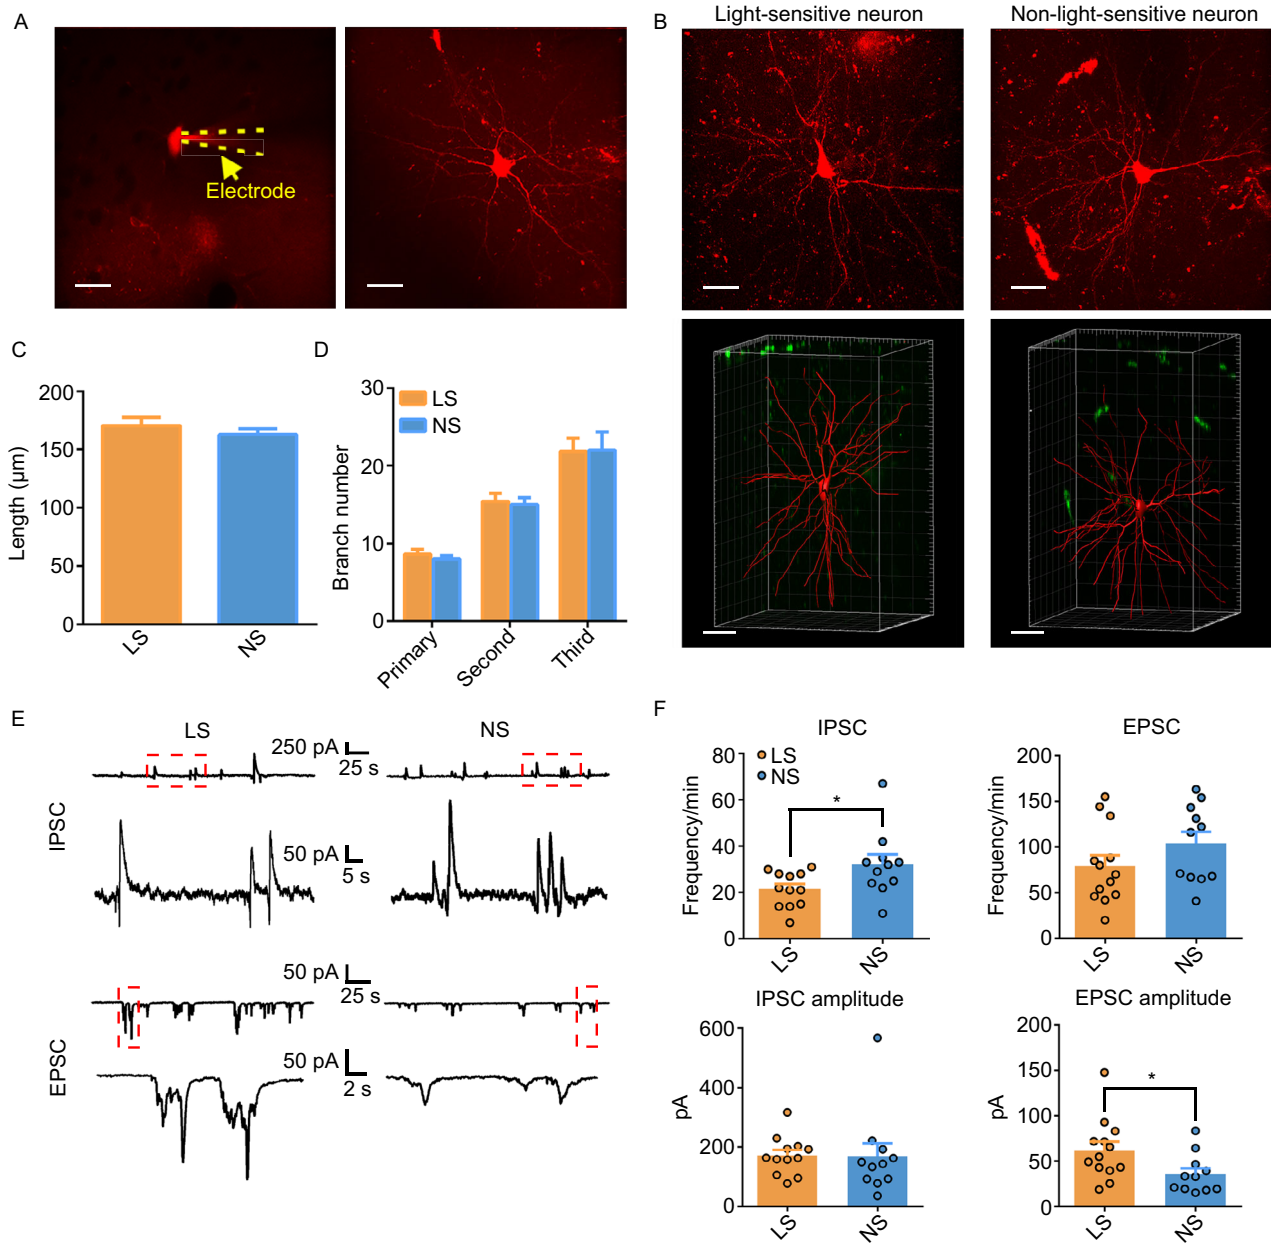 A
Electrode
B
Light-sensitive neuron
Non-light-sensitive neuron
C
Length (µm)
200
150
100
50
0
LS
NS
D
Branch number
30
20
10
0
LS
NS
Primary
Second
Third
E
LS
NS
IPSC
250 pA
25 s
50 pA
5 s
EPSC
50 pA
25 s
50 pA
2 s
F
IPSC
Frequency/min
80
60
40
20
0
LS
NS
*
LS
NS
EPSC
Frequency/min
200
150
100
50
0
LS
NS
IPSC amplitude
pA
600
400
200
0
LS
NS
EPSC amplitude
pA
200
150
100
50
0
*
LS
NS